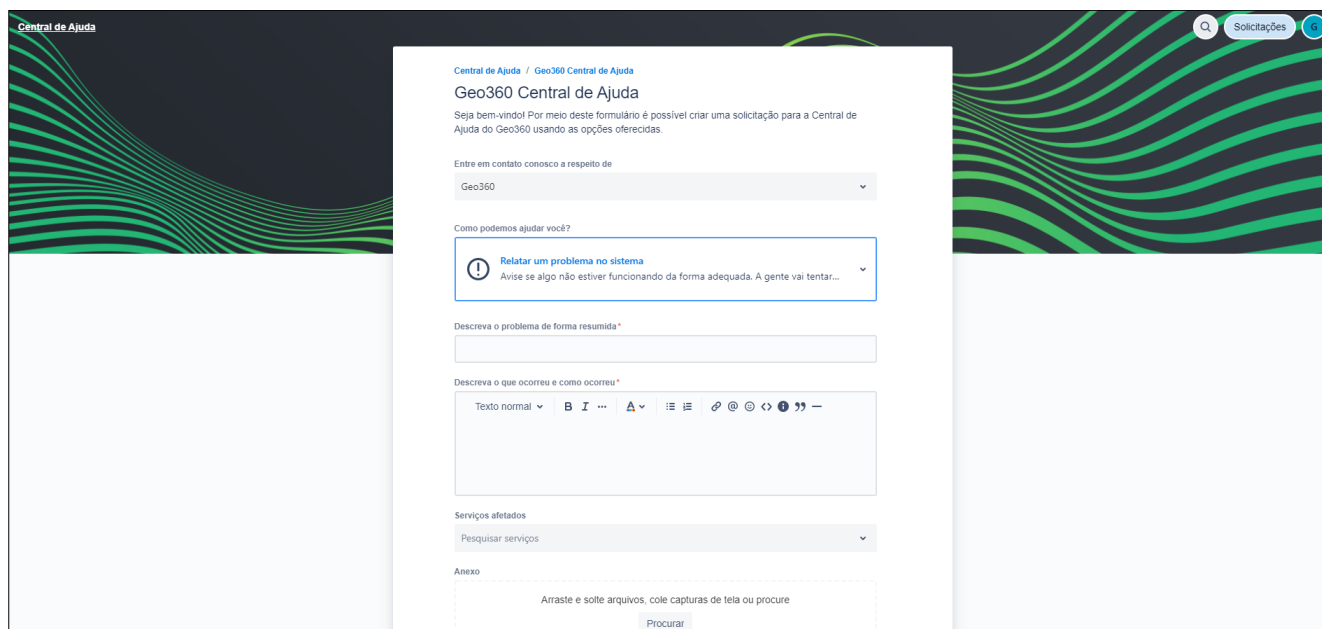 Central de Ajuda
Solicitações
G
Central de Ajuda / Geo360 Central de Ajuda
Geo360 Central de Ajuda
Seja bem-vindo! Por meio deste formulário é possível criar uma solicitação para a Central de
Ajuda do Geo360 usando as opções oferecidas.
Entre em contato conosco a respeito de
Geo360
Como podemos ajudar você?
Relatar um problema no sistema
Avise se algo não estiver funcionando da forma adequada. A gente vai tentar...
Descreva o problema de forma resumida*
Descreva o que ocorreu e como ocorreu*
Texto normal B I ... A
Serviços afetados
Pesquisar serviços
Anexo
Arraste e solte arquivos, cole capturas de tela ou procure
Procurar